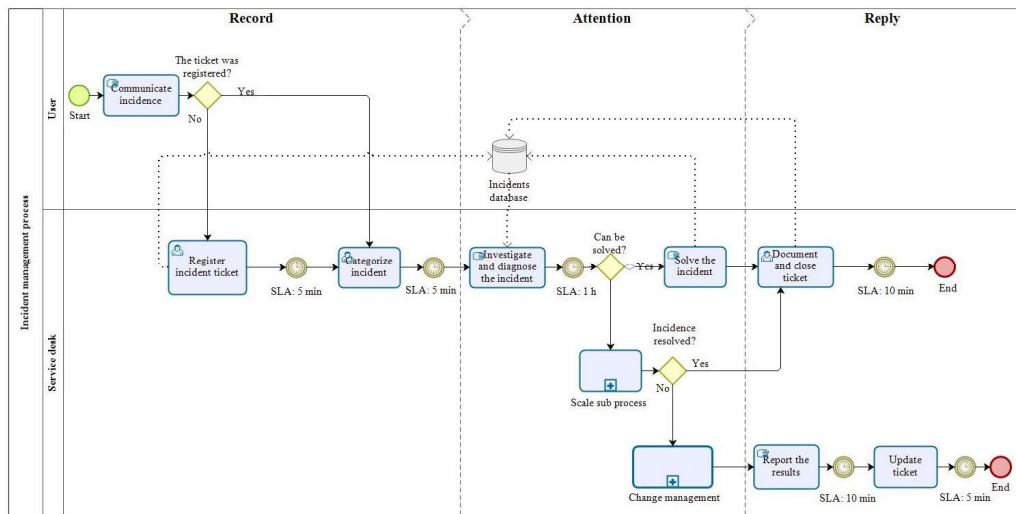 Record
Attention
Reply
Incident management process
User
Service desk
The ticket was
registered?
Communicate
incidence
Yes
Start
No
Incidents
database
Register
incident ticket
SLA: 5 min
Categorize
incident
SLA: 5 min
Investigate
and diagnose
the incident
SLA: 1 h
Can be
solved?
Yes
Solve the
incident
Document
and close
ticket
SLA: 10 min
End
Incidence
resolved?
Yes
No
Scale sub process
Change management
Report the
results
SLA: 10 min
Update
ticket
SLA: 5 min
End